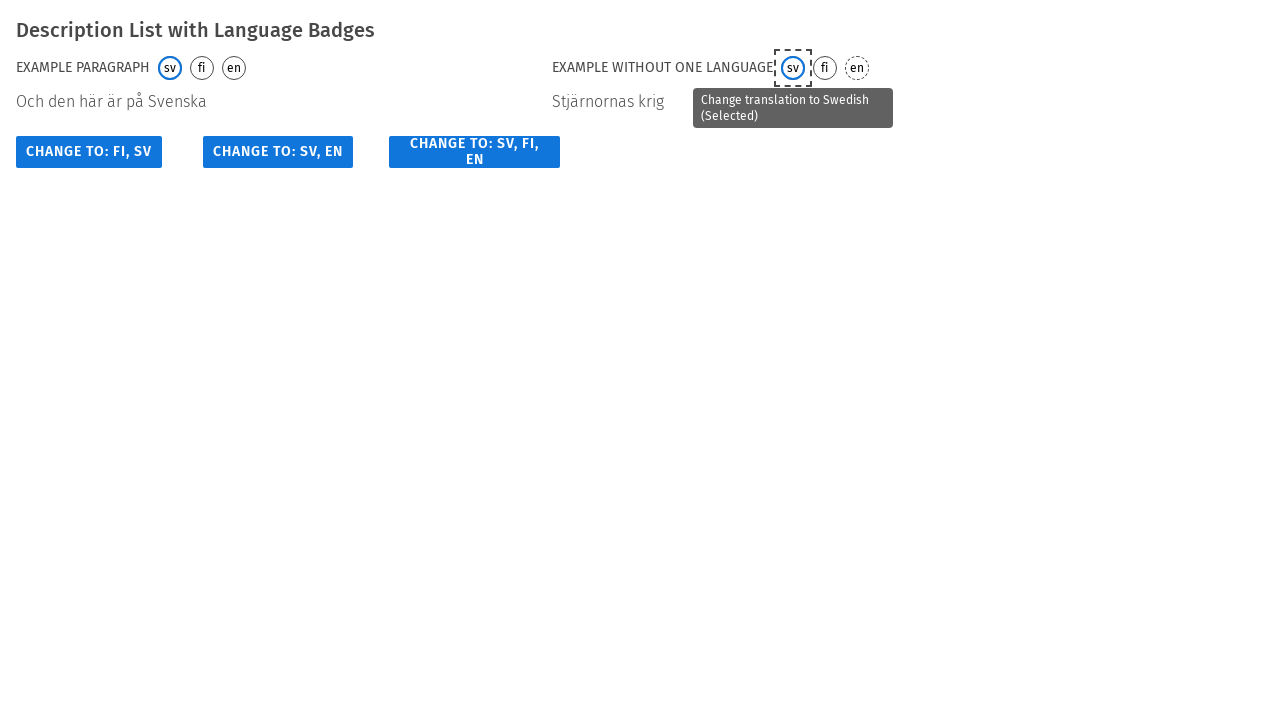 Description List with Language Badges
EXAMPLE PARAGRAPH sv fi en
Och den här är på Svenska
EXAMPLE WITHOUT ONE LANGUAGE sv fi en
Stjärnornas krig
Change translation to Swedish
(Selected)
CHANGE TO: FI, SV
CHANGE TO: SV, EN
CHANGE TO: SV, FI,
EN